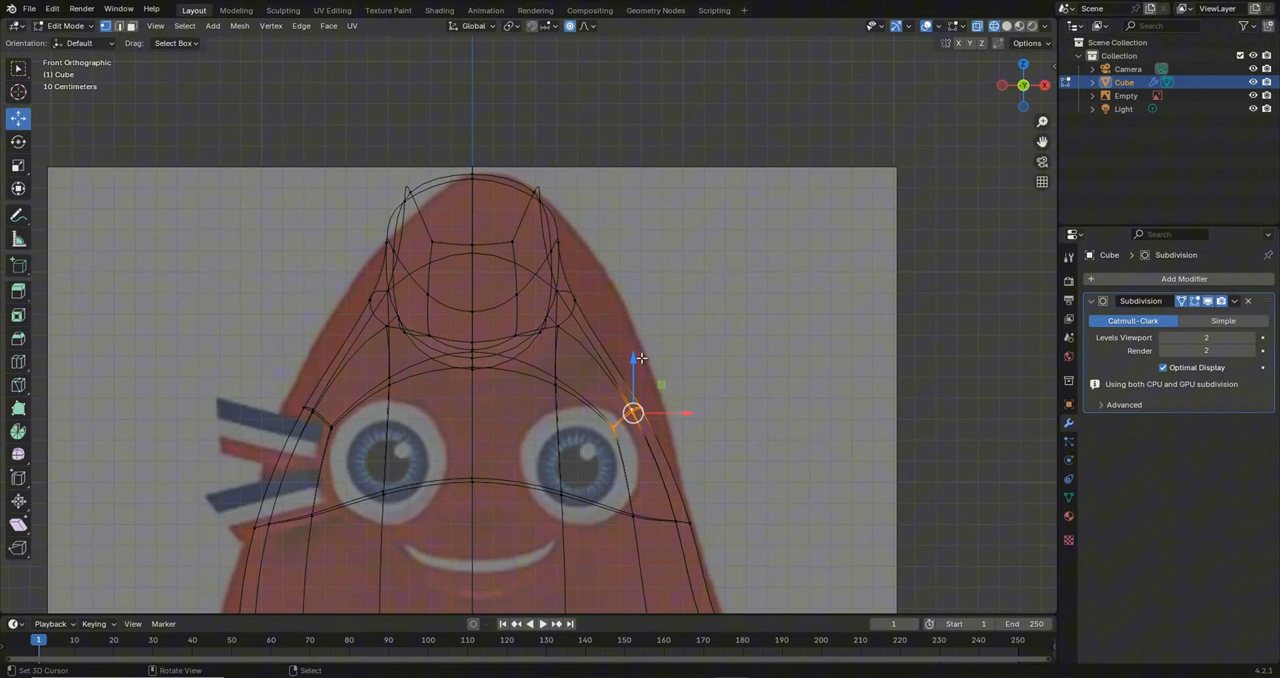 File Edit Render Window Help Layout Modeling Sculpting UV Editing Texture Paint Shading Animation Rendering Compositing Geometry Nodes Scripting Scene ViewLayer
Edit Mode View Select Add Mesh Vertex Edge Face UV Global Search
Orientation: Default Drag: Select Box X Y Z Options
Front Orthographic
(1) Cube
10 Centimeters
Z
Y
X
Scene Collection
Collection
Camera
Cube
Empty
Light
Search
Cube Subdivision
Add Modifier
Subdivision
Catmull-Clark Simple
Levels Viewport 2
Render 2
Optimal Display
Using both CPU and GPU subdivision
Advanced
Playback Keying View Marker 1 Start 1 End 250
1 10 20 30 40 50 60 70 80 90 100 110 120 130 140 150 160 170 180 190 200 210 220 230 240 250
Set 3D Cursor Rotate View Select 4.2.1